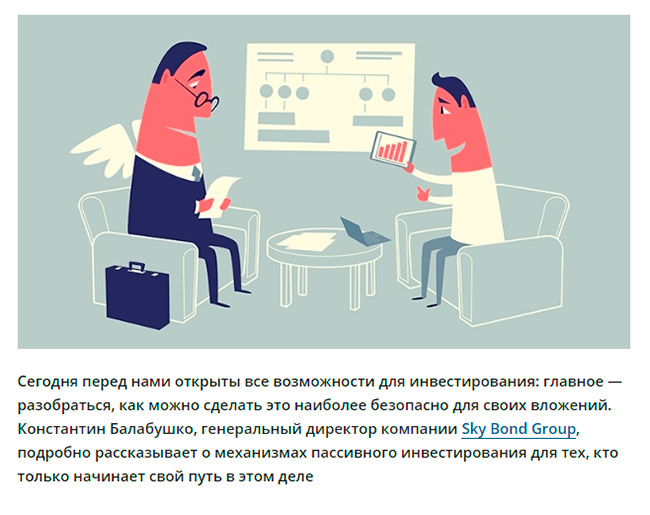 Сегодня перед нами открыты все возможности для инвестирования: главное —
разобраться, как можно сделать это наиболее безопасно для своих вложений.
Константин Балабушко, генеральный директор компании Sky Bond Group,
подробно рассказывает о механизмах пассивного инвестирования для тех, кто
только начинает свой путь в этом деле